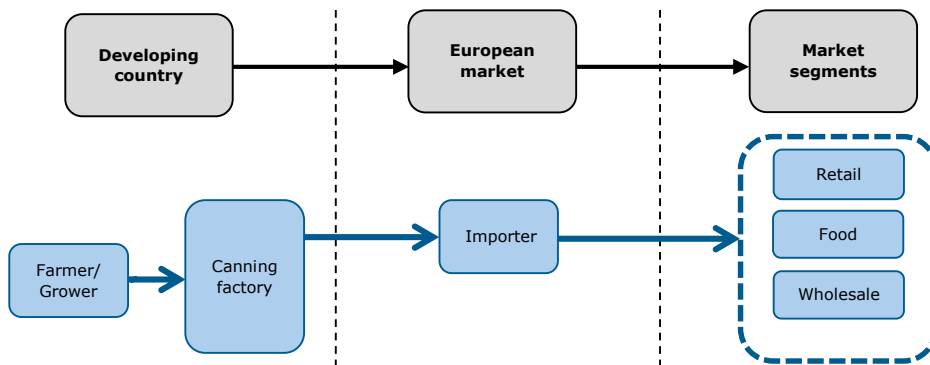 Developing
country
European
market
Market
segments
Retail
Food
Wholesale
Importer
Canning
factory
Farmer/
Grower